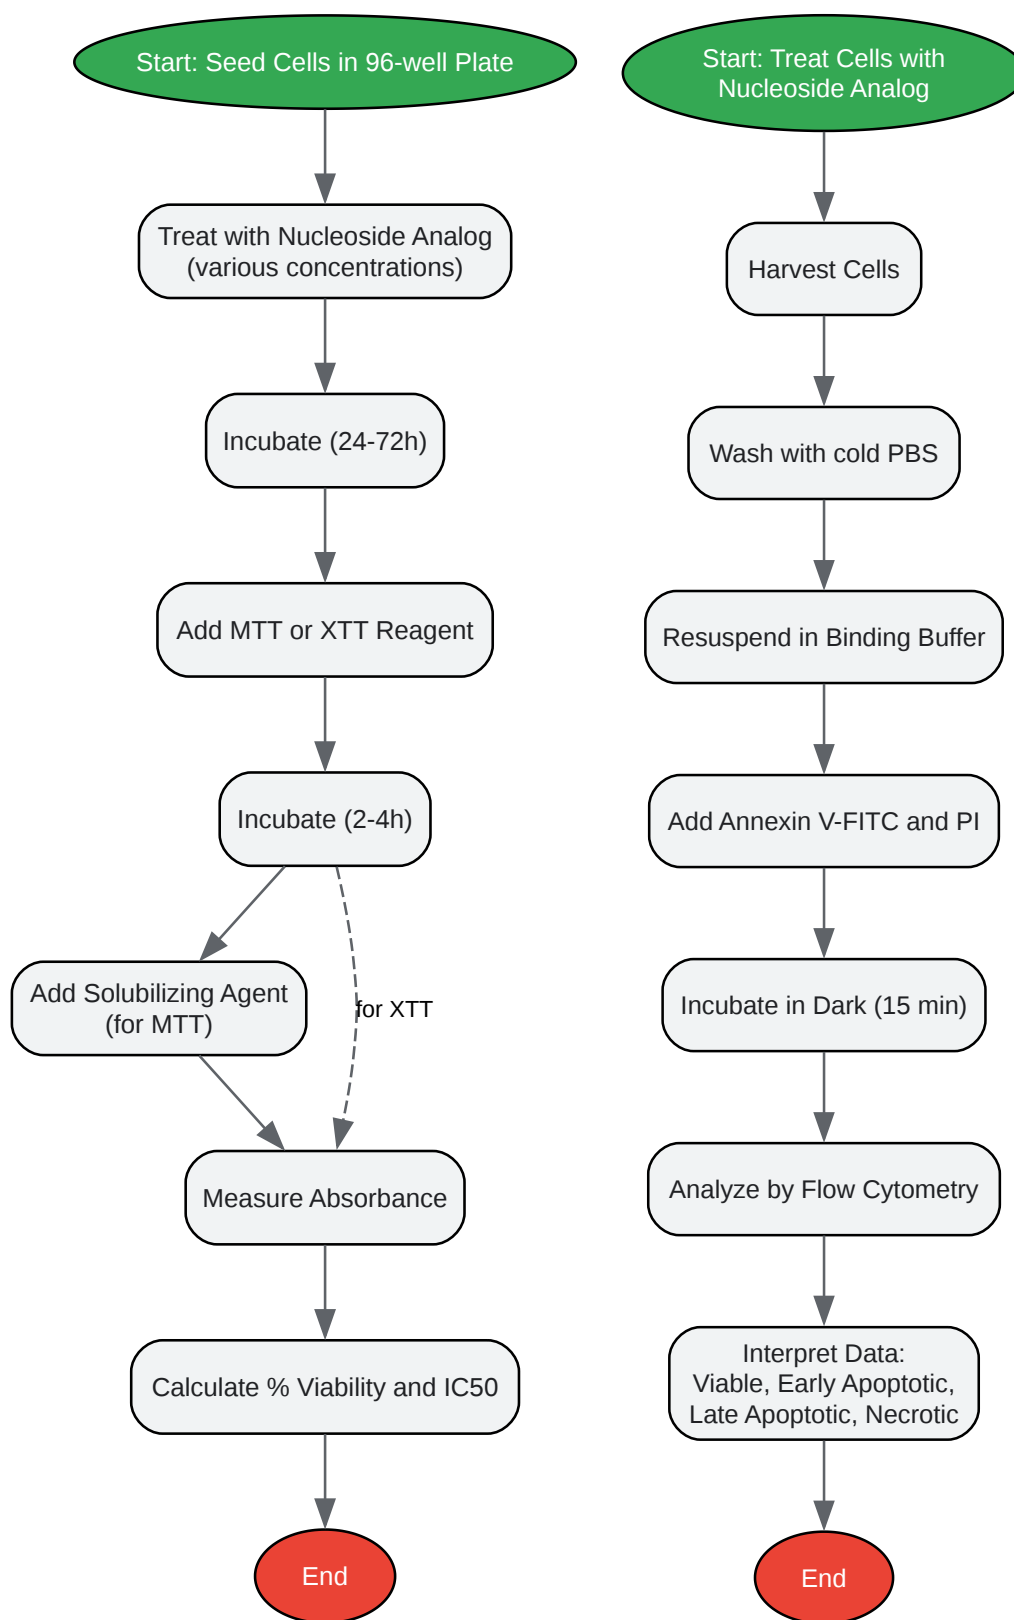 Start: Seed Cells in 96-well Plate
Treat with Nucleoside Analog
(various concentrations)
Incubate (24-72h)
Add MTT or XTT Reagent
Incubate (2-4h)
Add Solubilizing Agent
(for MTT)
for XTT
Measure Absorbance
Calculate % Viability and IC50
End
Start: Treat Cells with
Nucleoside Analog
Harvest Cells
Wash with cold PBS
Resuspend in Binding Buffer
Add Annexin V-FITC and PI
Incubate in Dark (15 min)
Analyze by Flow Cytometry
Interpret Data:
Viable, Early Apoptotic,
Late Apoptotic, Necrotic
End